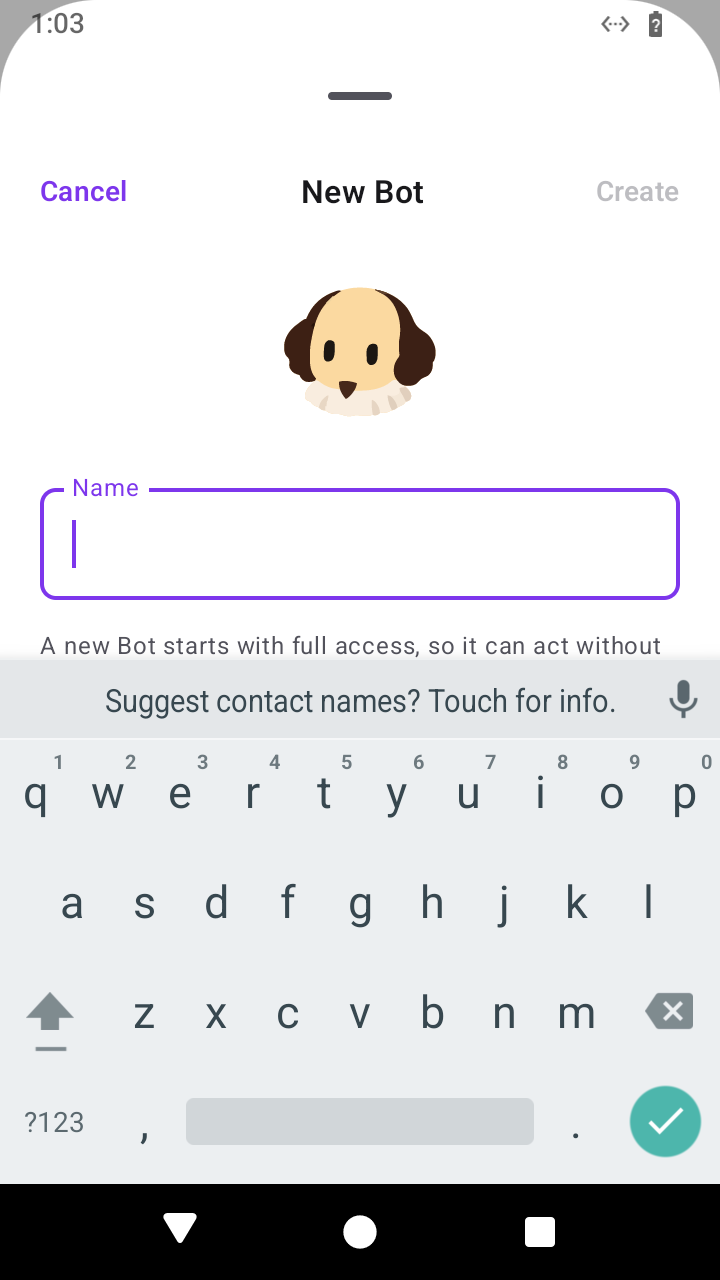 1:03
Cancel
New Bot
Create
Name
A new Bot starts with full access, so it can act without
Suggest contact names? Touch for info.
1 2 3 4 5 6 7 8 9 0
q w e r t y u i o p
a s d f g h j k l
z x c v b n m
?123 , .